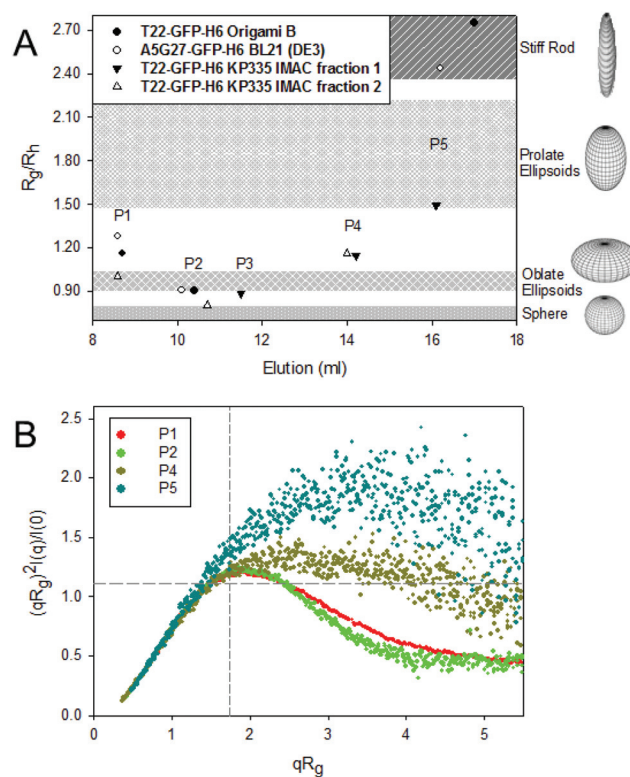 A
● T22-GFP-H6 Origami B
○ A5G27-GFP-H6 BL21 (DE3)
▼ T22-GFP-H6 KP335 IMAC fraction 1
△ T22-GFP-H6 KP335 IMAC fraction 2
Rg/Rh
2.70
2.40
2.10
1.80
1.50
1.20
0.90
P1
P2
P3
P4
P5
8 10 12 14 16 18
Elution (ml)
Stiff Rod
Prolate
Ellipsoids
Oblate
Ellipsoids
Sphere
B
P1
P2
P4
P5
(qRg)²I(q)/I(0)
2.5
2.0
1.5
1.0
0.5
0.0
0 1 2 3 4 5
qRg